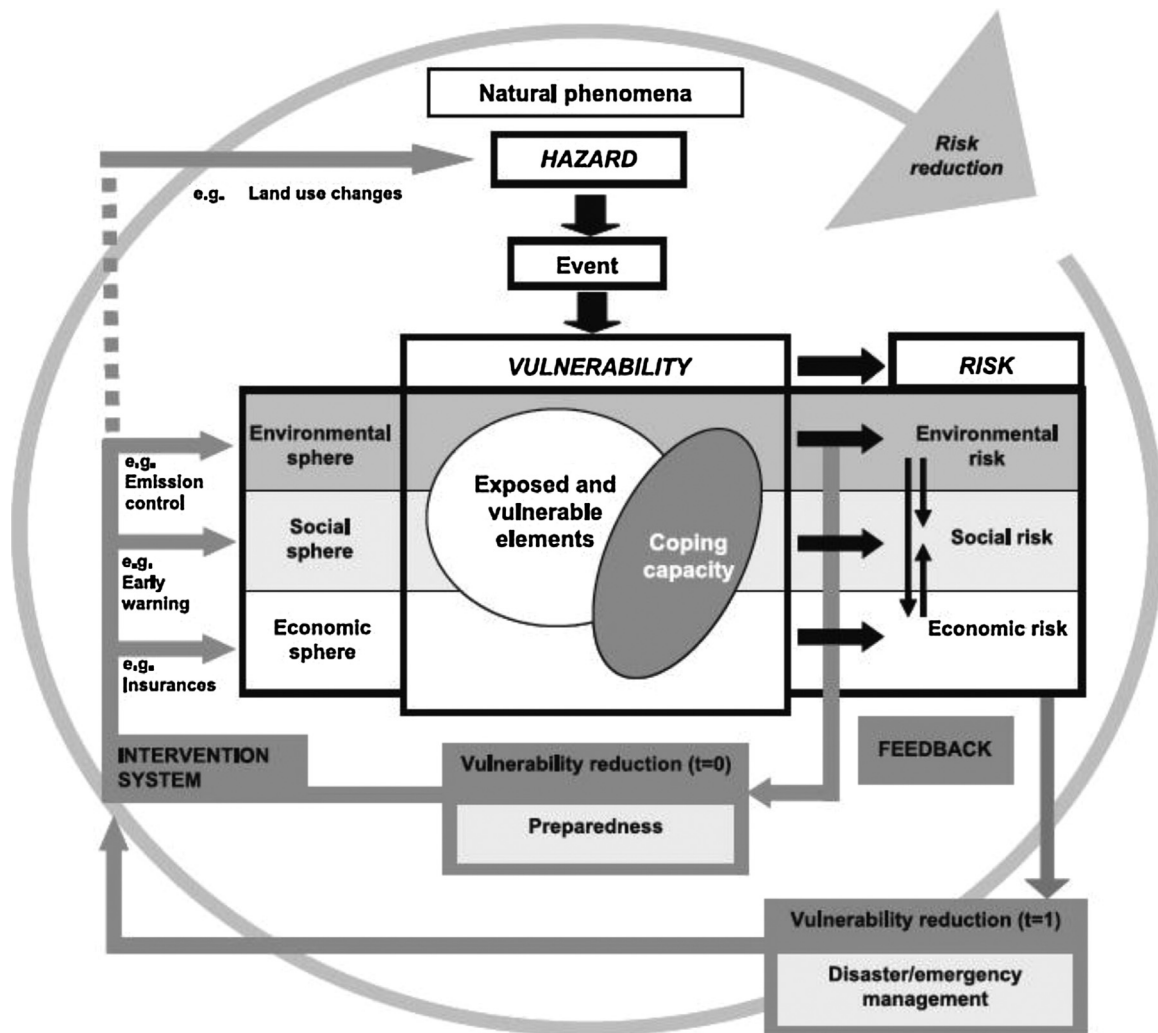 Natural phenomena
HAZARD
Risk
reduction
e.g. Land use changes
Event
VULNERABILITY
RISK
Environmental
sphere
Environmental
risk
e.g.
Emission
control
Exposed and
vulnerable
elements
Social
sphere
Coping
capacity
Social risk
e.g.
Early
warning
Economic
sphere
Economic risk
e.g.
Insurances
INTERVENTION
SYSTEM
Vulnerability reduction (t=0)
FEEDBACK
Preparedness
Vulnerability reduction (t=1)
Disaster/emergency
management